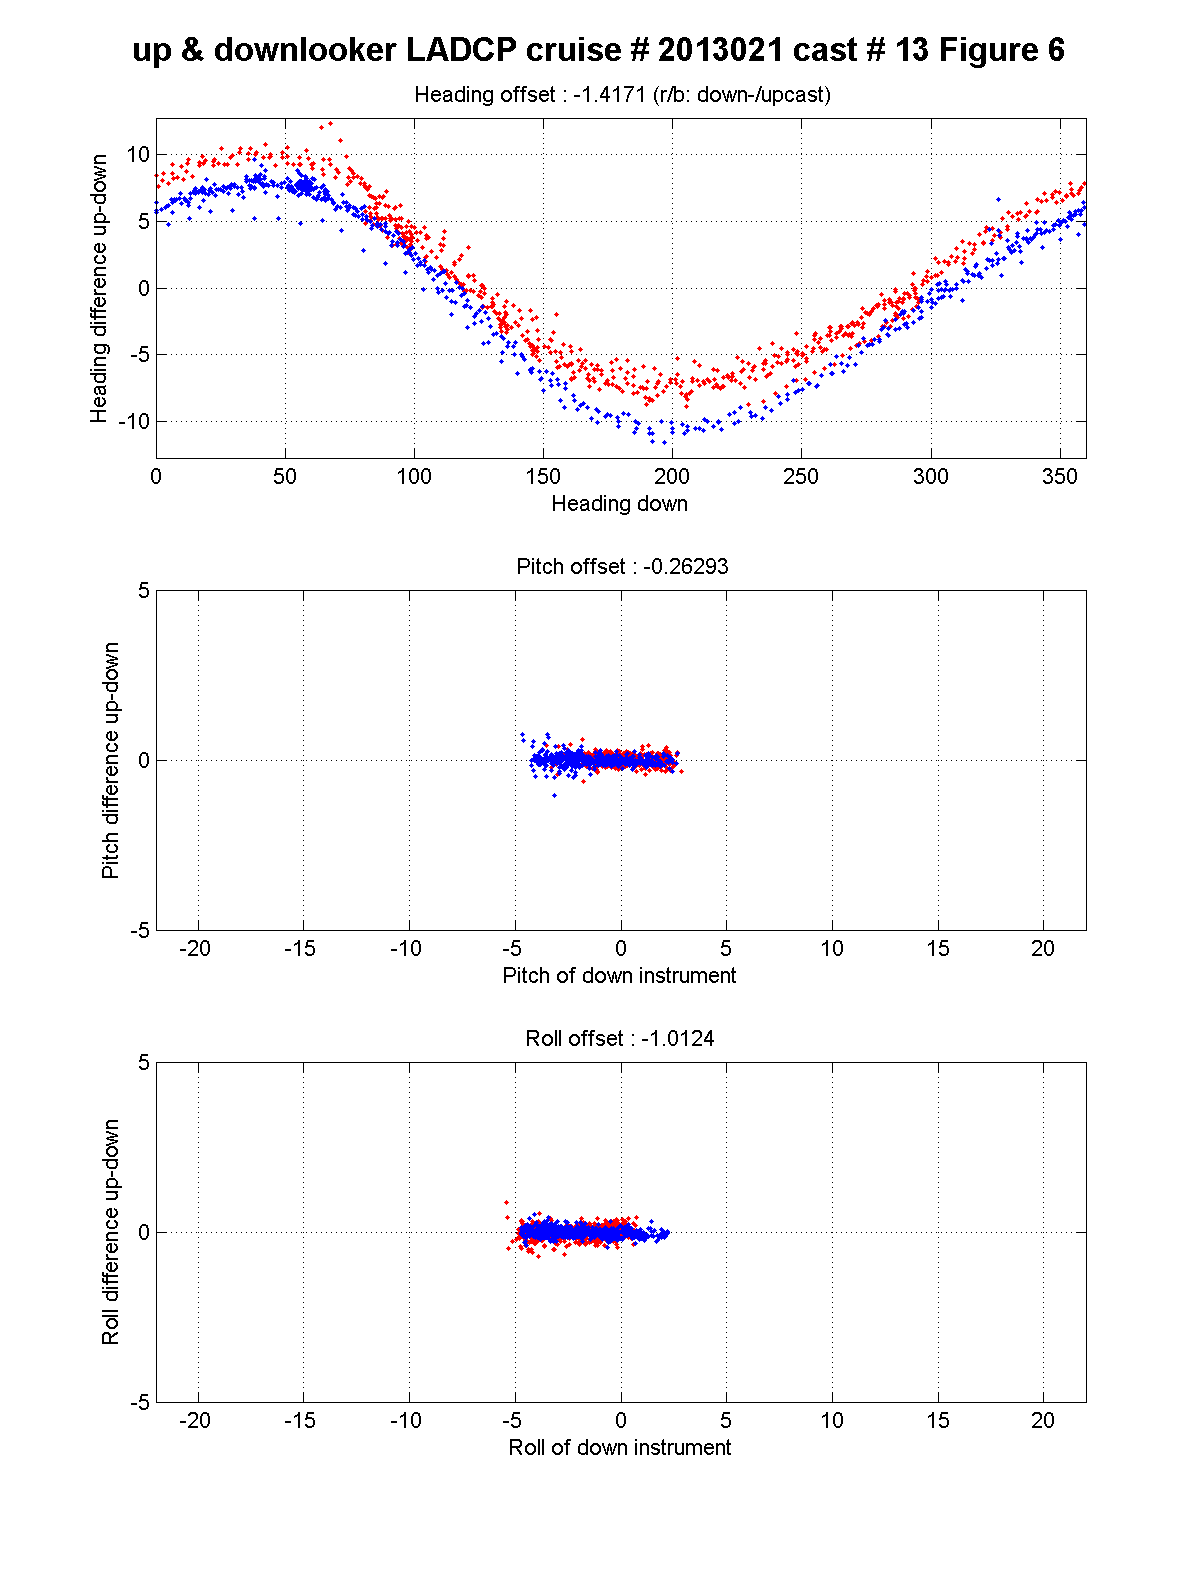 up & downlooker LADCP cruise # 2013021 cast # 13 Figure 6
Heading offset : -1.4171 (r/b: down-/upcast)
Heading difference up-down
10
5
0
-5
-10
0 50 100 150 200 250 300 350
Heading down
Pitch offset : -0.26293
Pitch difference up-down
5
0
-5
-20 -15 -10 -5 0 5 10 15 20
Pitch of down instrument
Roll offset : -1.0124
Roll difference up-down
5
0
-5
-20 -15 -10 -5 0 5 10 15 20
Roll of down instrument